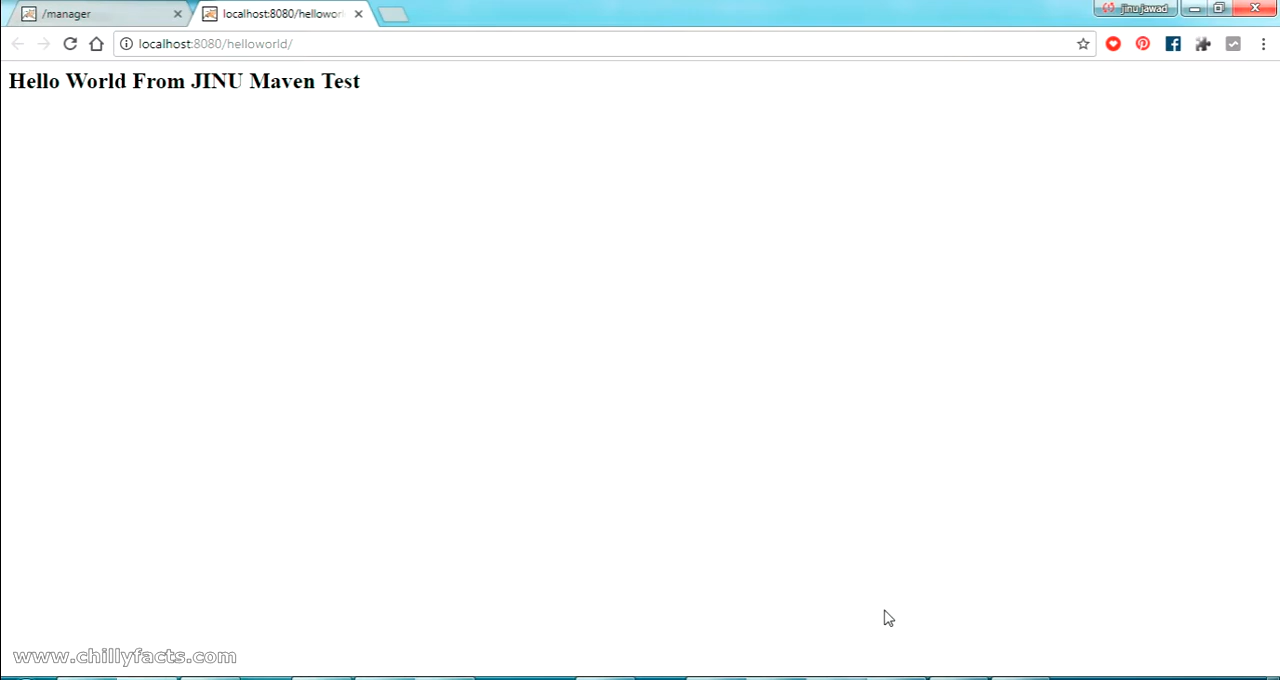 /manager
localhost:8080/hellowor
jinu jawad
localhost:8080/helloworld/
Hello World From JINU Maven Test
www.chillyfacts.com